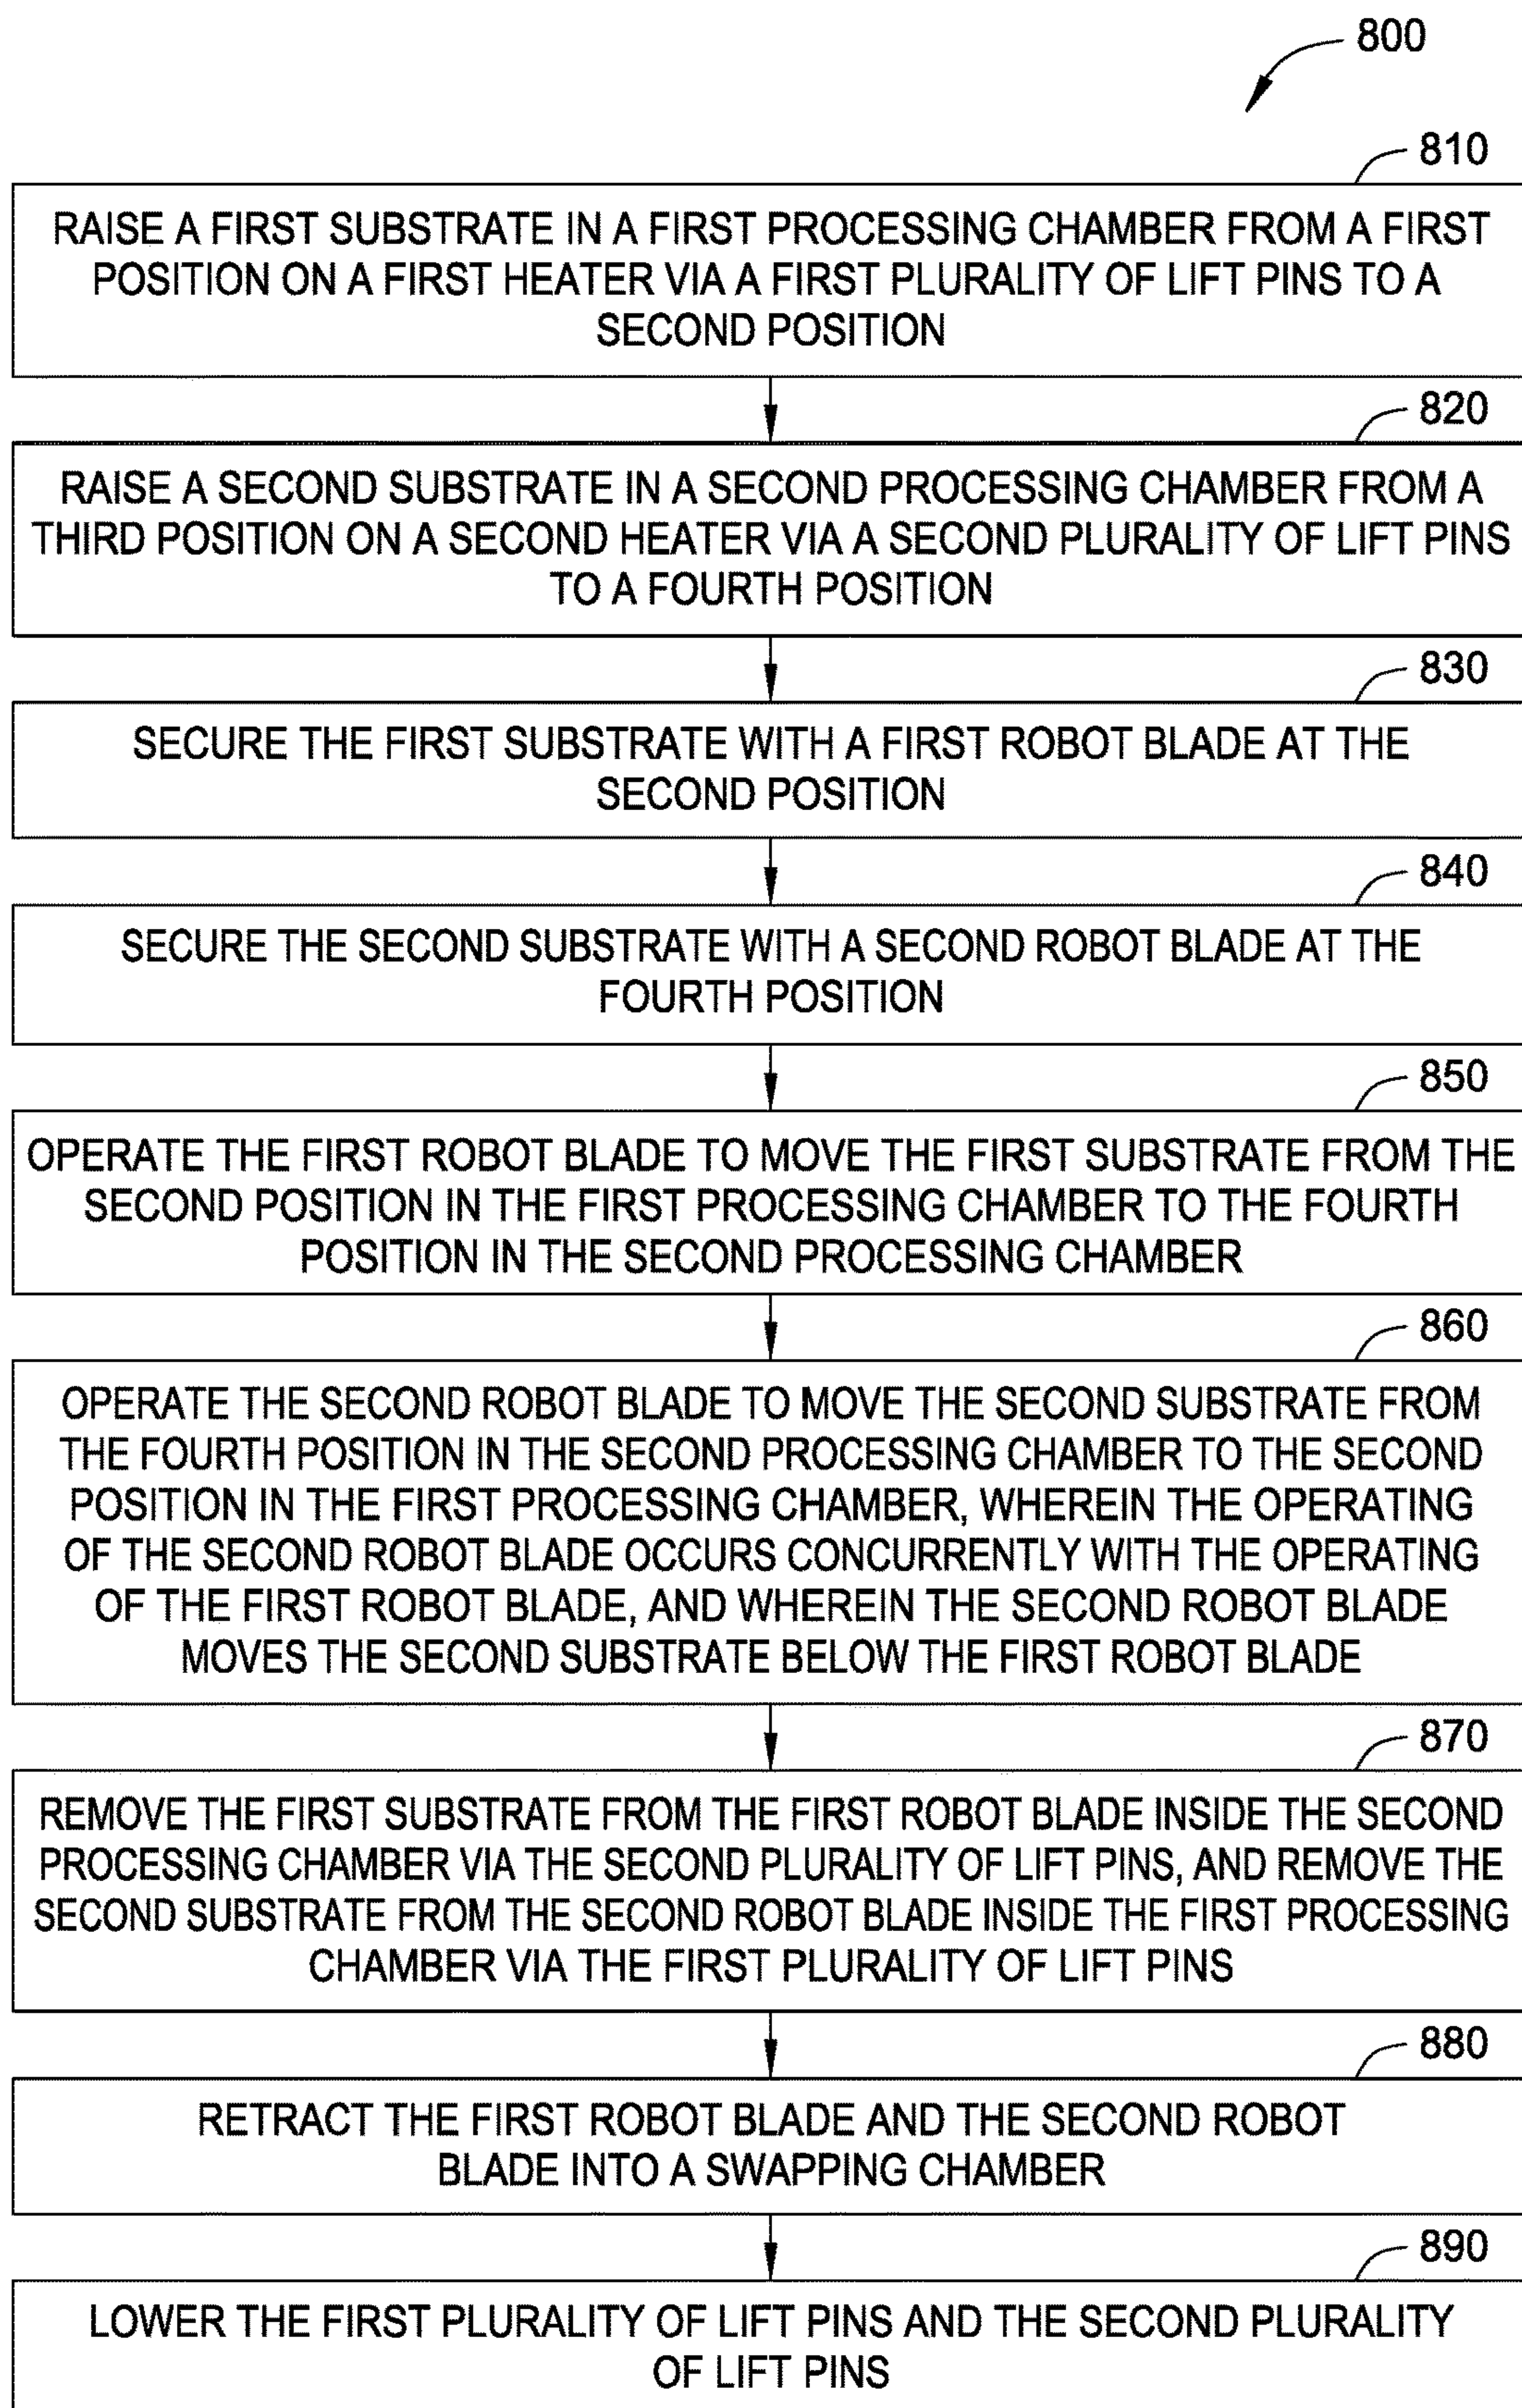 800
810
RAISE A FIRST SUBSTRATE IN A FIRST PROCESSING CHAMBER FROM A FIRST
POSITION ON A FIRST HEATER VIA A FIRST PLURALITY OF LIFT PINS TO A
SECOND POSITION
820
RAISE A SECOND SUBSTRATE IN A SECOND PROCESSING CHAMBER FROM A
THIRD POSITION ON A SECOND HEATER VIA A SECOND PLURALITY OF LIFT PINS
TO A FOURTH POSITION
830
SECURE THE FIRST SUBSTRATE WITH A FIRST ROBOT BLADE AT THE
SECOND POSITION
840
SECURE THE SECOND SUBSTRATE WITH A SECOND ROBOT BLADE AT THE
FOURTH POSITION
850
OPERATE THE FIRST ROBOT BLADE TO MOVE THE FIRST SUBSTRATE FROM THE
SECOND POSITION IN THE FIRST PROCESSING CHAMBER TO THE FOURTH
POSITION IN THE SECOND PROCESSING CHAMBER
860
OPERATE THE SECOND ROBOT BLADE TO MOVE THE SECOND SUBSTRATE FROM
THE FOURTH POSITION IN THE SECOND PROCESSING CHAMBER TO THE SECOND
POSITION IN THE FIRST PROCESSING CHAMBER, WHEREIN THE OPERATING
OF THE SECOND ROBOT BLADE OCCURS CONCURRENTLY WITH THE OPERATING
OF THE FIRST ROBOT BLADE, AND WHEREIN THE SECOND ROBOT BLADE
MOVES THE SECOND SUBSTRATE BELOW THE FIRST ROBOT BLADE
870
REMOVE THE FIRST SUBSTRATE FROM THE FIRST ROBOT BLADE INSIDE THE SECOND
PROCESSING CHAMBER VIA THE SECOND PLURALITY OF LIFT PINS, AND REMOVE THE
SECOND SUBSTRATE FROM THE SECOND ROBOT BLADE INSIDE THE FIRST PROCESSING
CHAMBER VIA THE FIRST PLURALITY OF LIFT PINS
880
RETRACT THE FIRST ROBOT BLADE AND THE SECOND ROBOT
BLADE INTO A SWAPPING CHAMBER
890
LOWER THE FIRST PLURALITY OF LIFT PINS AND THE SECOND PLURALITY
OF LIFT PINS